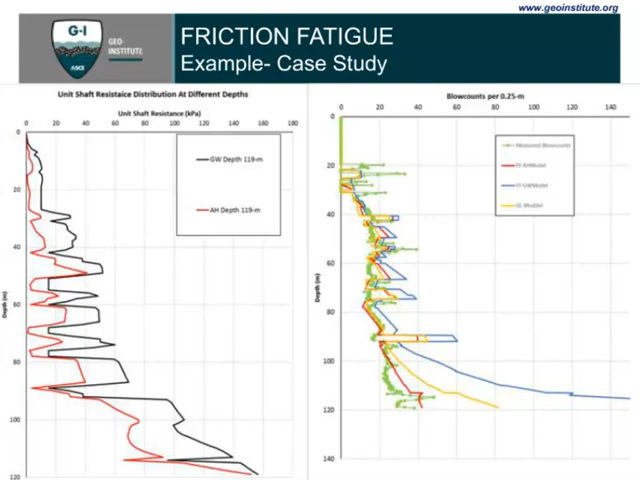 www.geoinstitute.org
G-I
GEO-
INSTITUTE
ASCE
FRICTION FATIGUE
Example- Case Study
Unit Shaft Resistaice Distribution At Different Depths
Unit Shaft Resistance (kPa)
0 20 40 60 80 100 120 140 160 180
0
20
40
60
80
100
120
Depth (m)
GW Depth 119-m
AH Depth 119-m
Blowcounts per 0.25-m
0 20 40 60 80 100 120 140
0
20
40
60
80
100
120
140
Depth (m)
Measured Blowcounts
FF AHModel
FF GWModel
GL Moddel